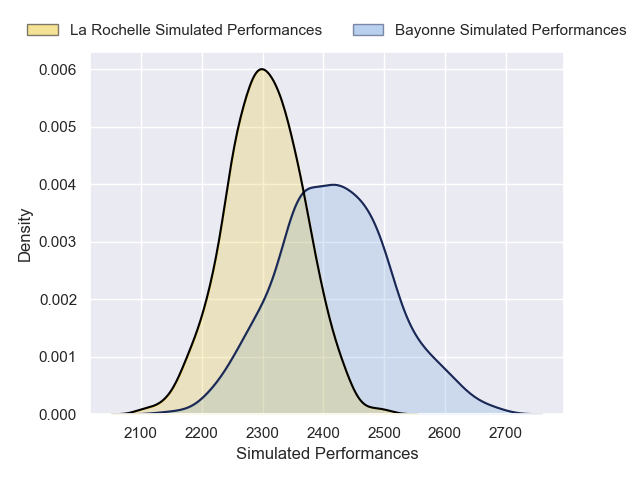 La Rochelle Simulated Performances Bayonne Simulated Performances
0.006
0.005
0.004
0.003
0.002
0.001
0.000
Density
2100 2200 2300 2400 2500 2600 2700
Simulated Performances